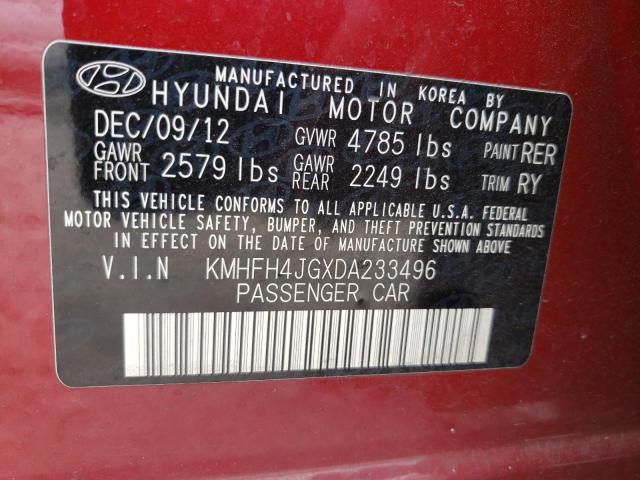 MANUFACTURED IN KOREA BY
HYUNDAI MOTOR COMPANY
DEC/09/12 GVWR 4785 lbs PAINT RER
GAWR FRONT 2579 lbs GAWR REAR 2249 lbs TRIM RY
THIS VEHICLE CONFORMS TO ALL APPLICABLE U.S.A. FEDERAL
MOTOR VEHICLE SAFETY, BUMPER, AND THEFT PREVENTION STANDARDS
IN EFFECT ON THE DATE OF MANUFACTURE SHOWN ABOVE.
V.I.N KMHFH4JGXDA233496
PASSENGER CAR